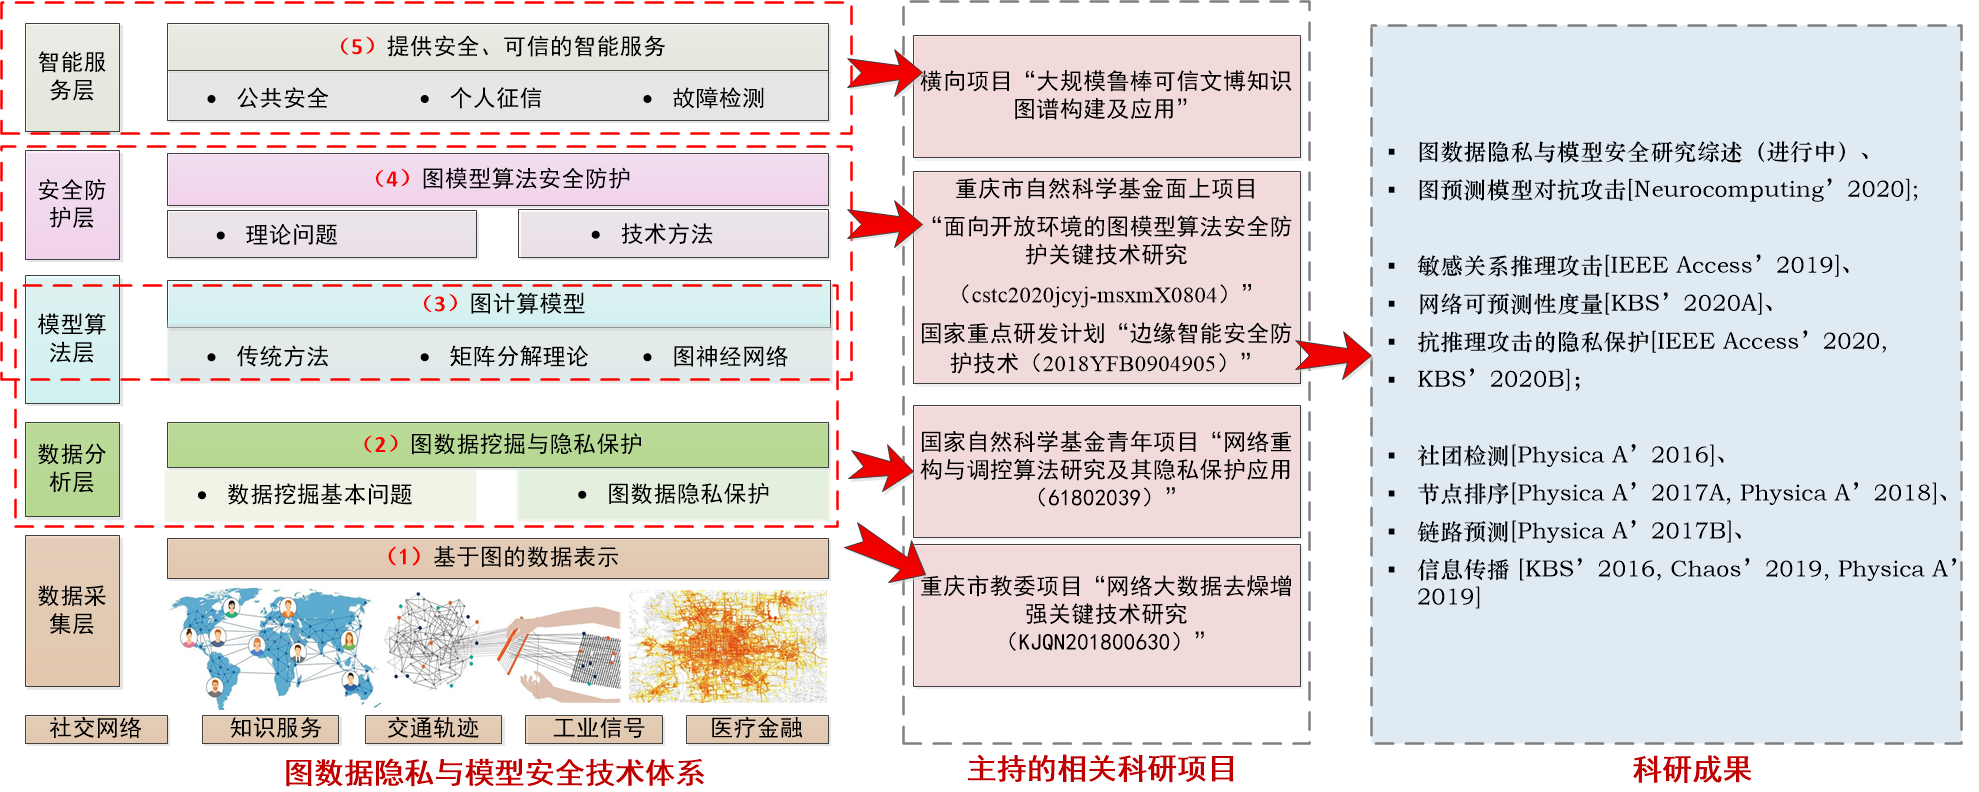 智能服
务层
（5）提供安全、可信的智能服务
• 公共安全
• 个人征信
• 故障检测
安全防
护层
（4）图模型算法安全防护
• 理论问题
• 技术方法
模型算
法层
（3）图计算模型
• 传统方法
• 矩阵分解理论
• 图神经网络
数据分
析层
（2）图数据挖掘与隐私保护
• 数据挖掘基本问题
• 图数据隐私保护
数据采
集层
（1）基于图的数据表示
社交网络
知识服务
交通轨迹
工业信号
医疗金融
图数据隐私与模型安全技术体系
横向项目“大规模鲁棒可信文博知识
图谱构建及应用”
重庆市自然科学基金面上项目
“面向开放环境的图模型算法安全防
护关键技术研究
（cstc2020jcyj-msxmX0804）”
国家重点研发计划“边缘智能安全防
护技术（2018YFB0904905）”
国家自然科学基金青年项目“网络重
构与调控算法研究及其隐私保护应用
（61802039）”
重庆市教委项目“网络大数据去燥增
强关键技术研究
（KJQN201800630）”
主持的相关科研项目
▪ 图数据隐私与模型安全研究综述（进行中）、
▪ 图预测模型对抗攻击[Neurocomputing’2020];
▪ 敏感关系推理攻击[IEEE Access’2019]、
▪ 网络可预测性度量[KBS’2020A]、
▪ 抗推理攻击的隐私保护[IEEE Access’2020,
▪ KBS’2020B];
▪ 社团检测[Physica A’2016]、
▪ 节点排序[Physica A’2017A, Physica A’2018]、
▪ 链路预测[Physica A’2017B]、
▪ 信息传播 [KBS’2016, Chaos’2019, Physica A’
2019]
科研成果